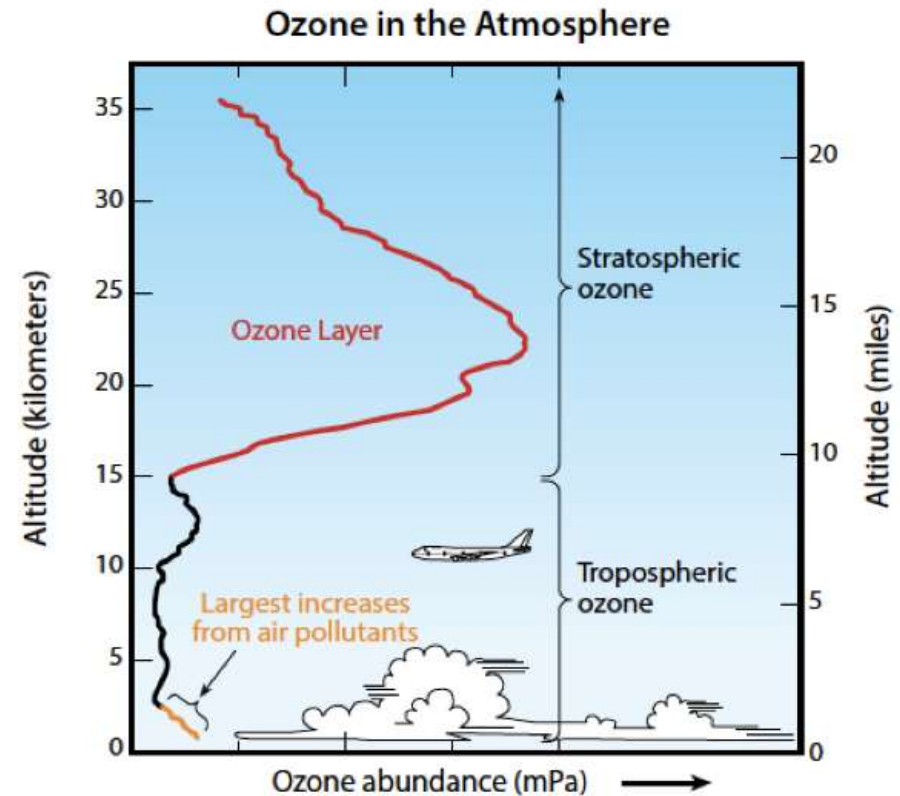 Ozone in the Atmosphere
Altitude (kilometers)
35
30
25
20
15
10
5
0
Ozone Layer
Largest increases
from air pollutants
Stratospheric
ozone
Tropospheric
ozone
20
15
10
5
0
Altitude (miles)
Ozone abundance (mPa)